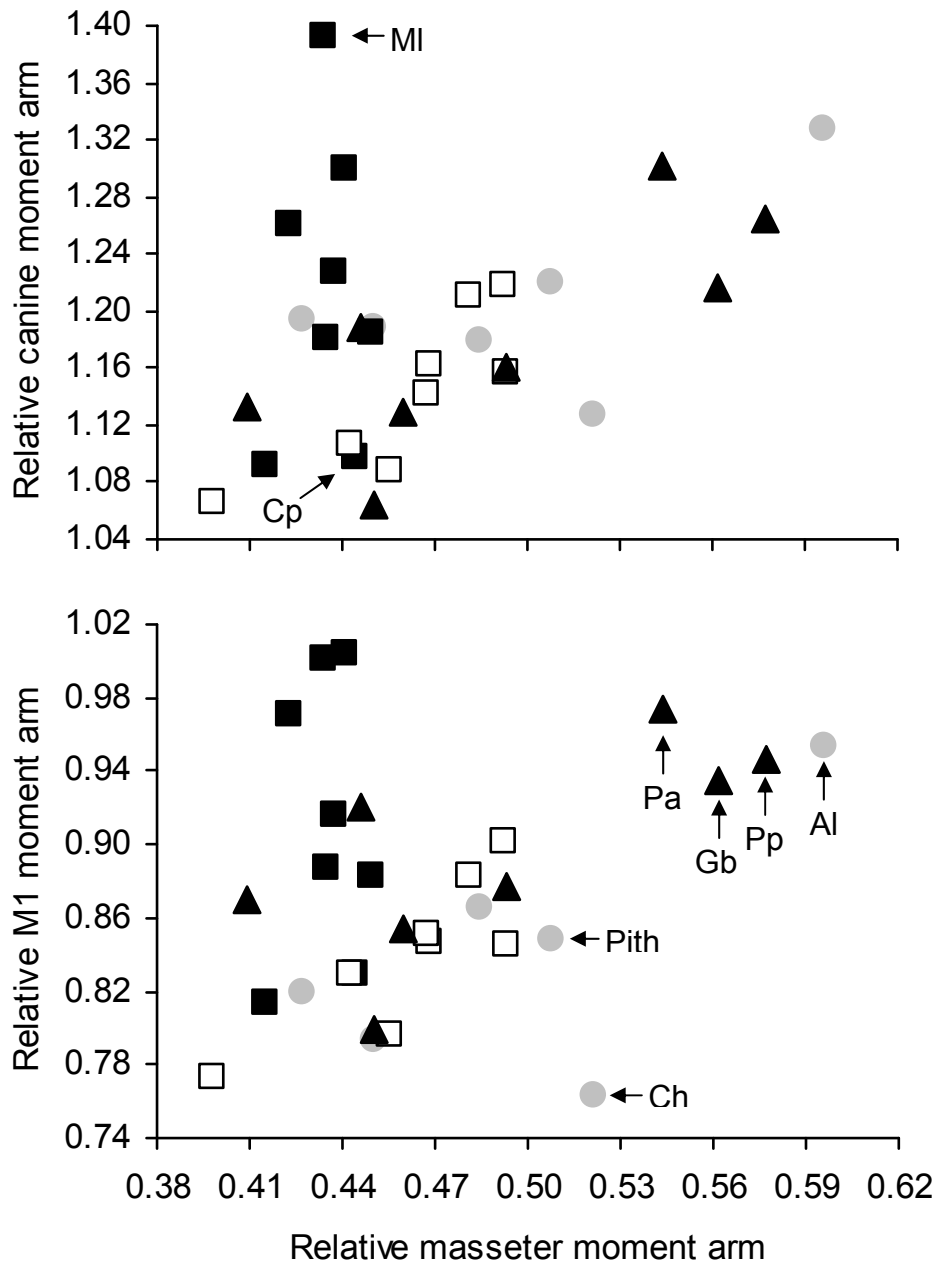 Relative canine moment arm
1.40
1.36
1.32
1.28
1.24
1.20
1.16
1.12
1.08
1.04
Ml
Cp
Relative M1 moment arm
1.02
0.98
0.94
0.90
0.86
0.82
0.78
0.74
Pa
Gb
Pp
Al
Pith
Ch
0.38 0.41 0.44 0.47 0.50 0.53 0.56 0.59 0.62
Relative masseter moment arm